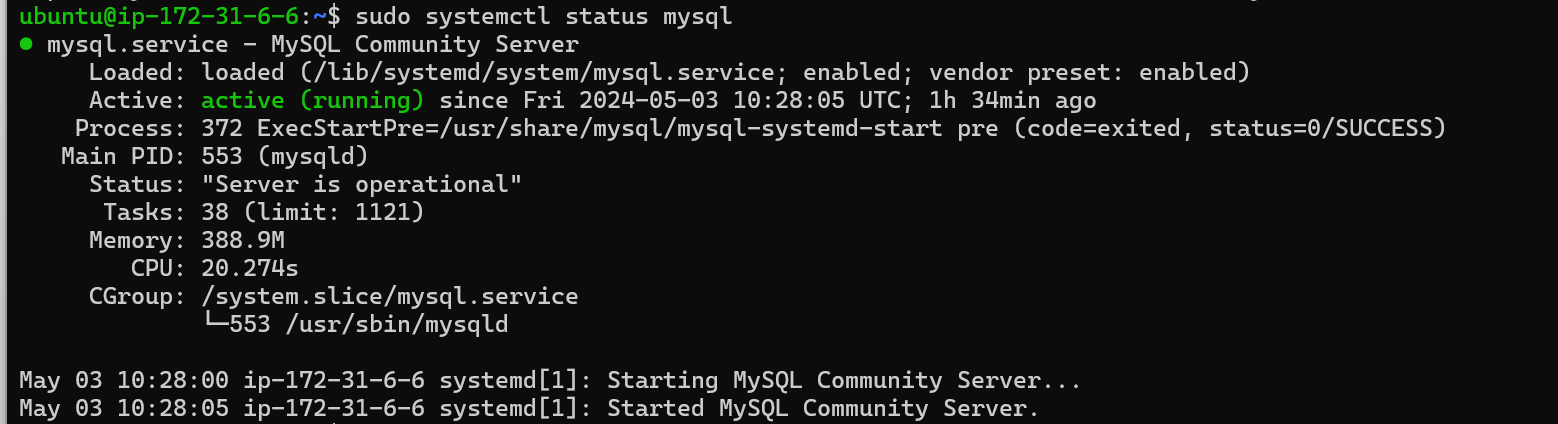 ubuntu@ip-172-31-6-6:~$ sudo systemctl status mysql
● mysql.service - MySQL Community Server
     Loaded: loaded (/lib/systemd/system/mysql.service; enabled; vendor preset: enabled)
     Active: active (running) since Fri 2024-05-03 10:28:05 UTC; 1h 34min ago
    Process: 372 ExecStartPre=/usr/share/mysql/mysql-systemd-start pre (code=exited, status=0/SUCCESS)
   Main PID: 553 (mysqld)
     Status: "Server is operational"
      Tasks: 38 (limit: 1121)
     Memory: 388.9M
        CPU: 20.274s
     CGroup: /system.slice/mysql.service
             └─553 /usr/sbin/mysqld
May 03 10:28:00 ip-172-31-6-6 systemd[1]: Starting MySQL Community Server...
May 03 10:28:05 ip-172-31-6-6 systemd[1]: Started MySQL Community Server.